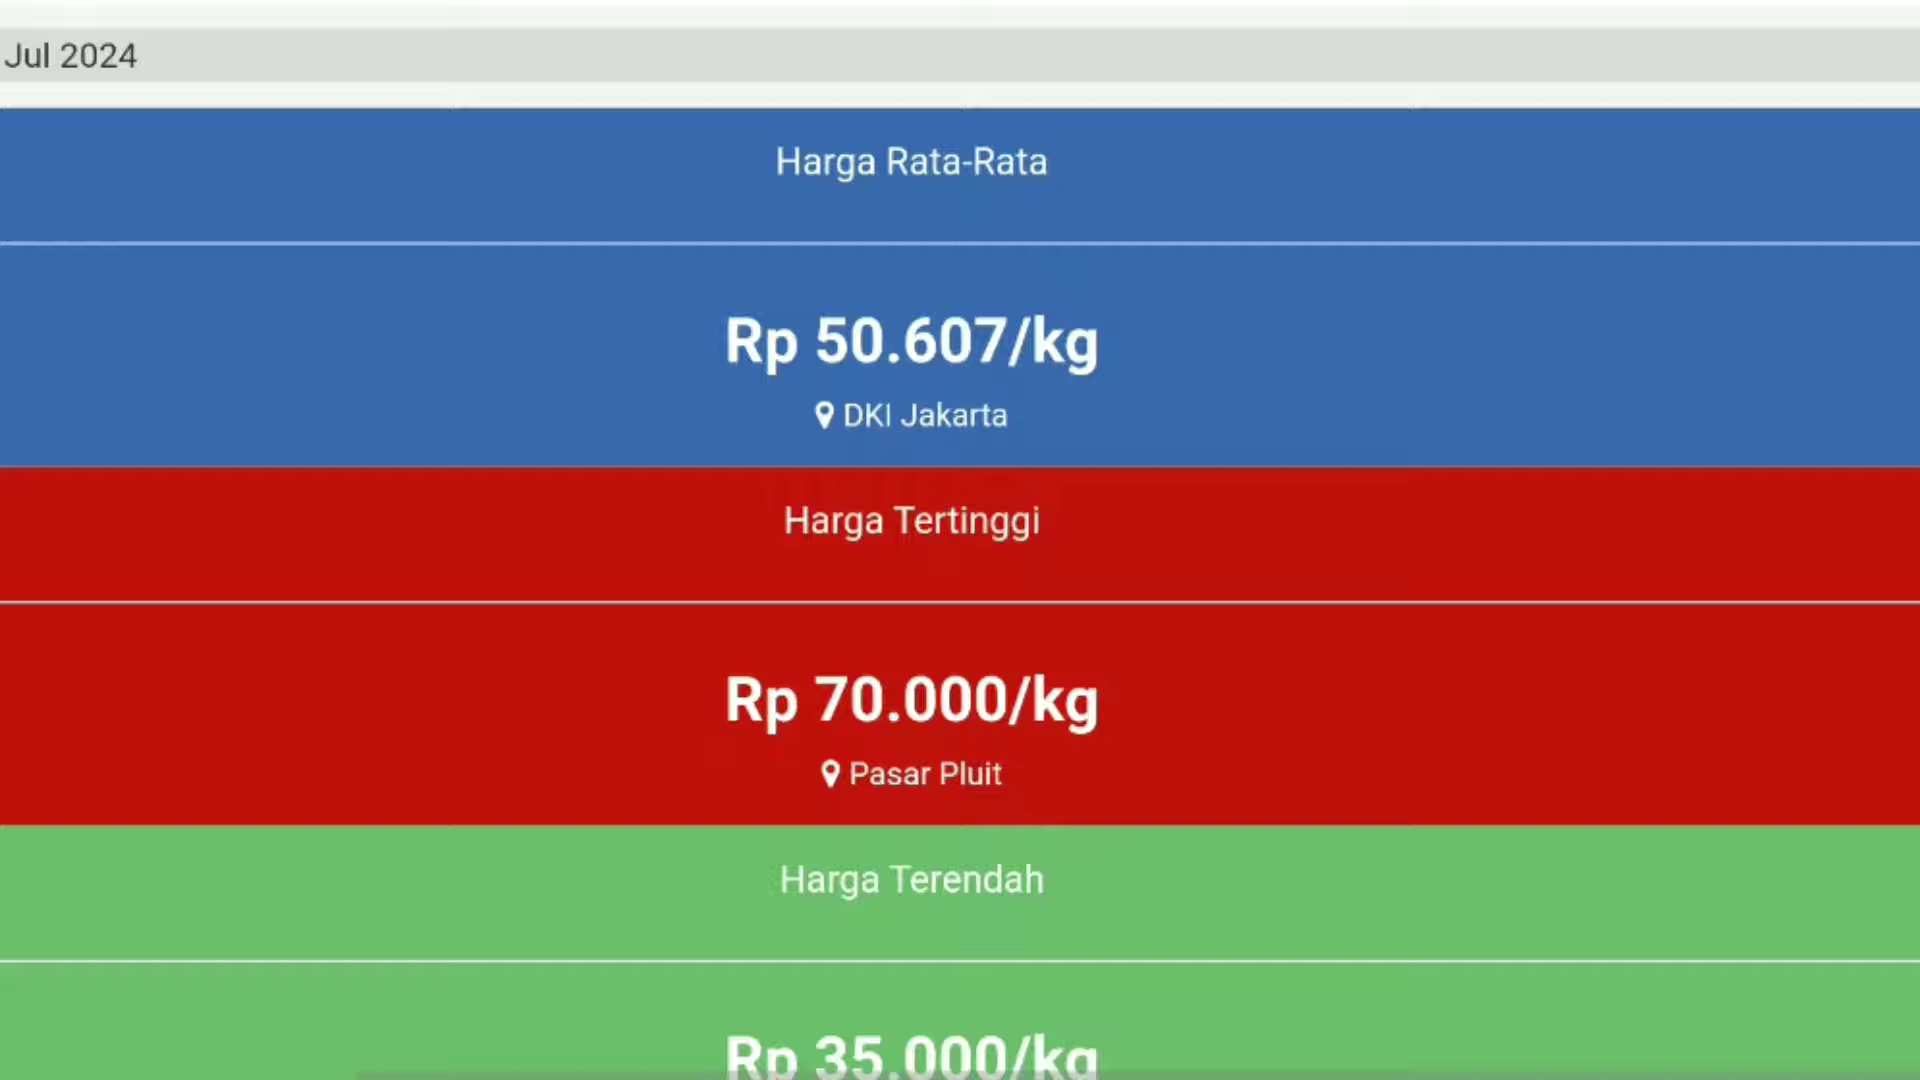 Jul 2024
Harga Rata-Rata
Rp 50.607/kg
DKI Jakarta
Harga Tertinggi
Rp 70.000/kg
Pasar Pluit
Harga Terendah
Rp 35.000/kg